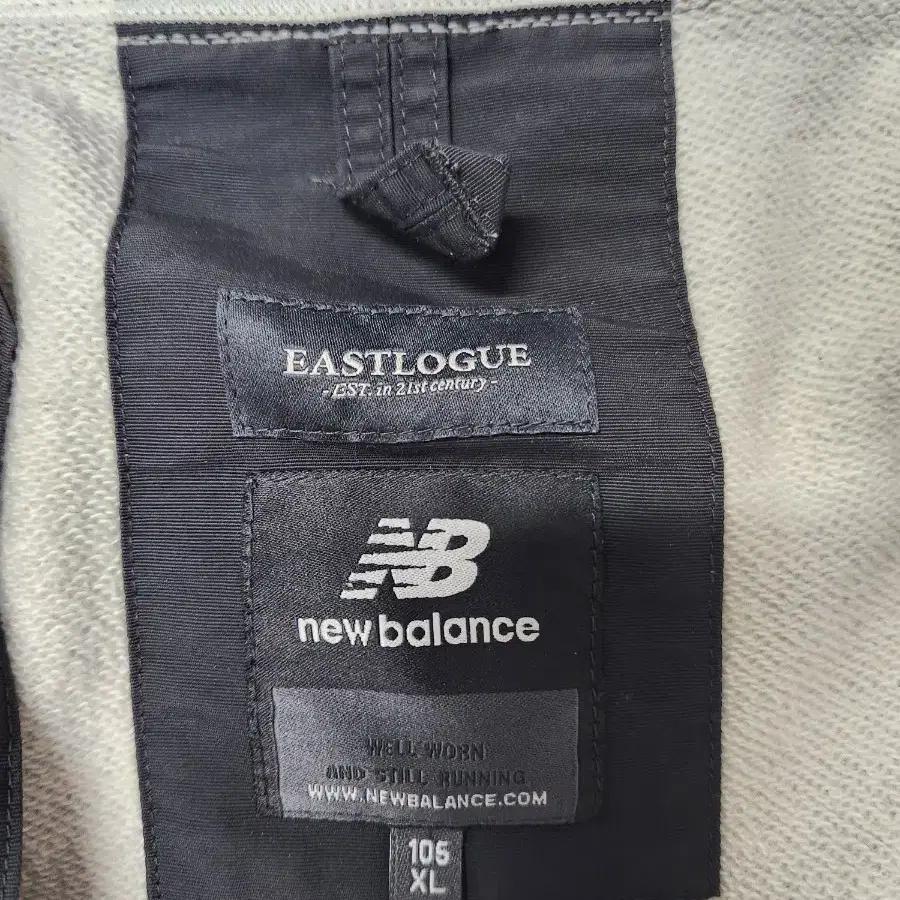 EASTLOGUE
-EST. in 21st century-
NB
new balance
WELL WORN
AND STILL RUNNING
WWW.NEWBALANCE.COM
105
XL